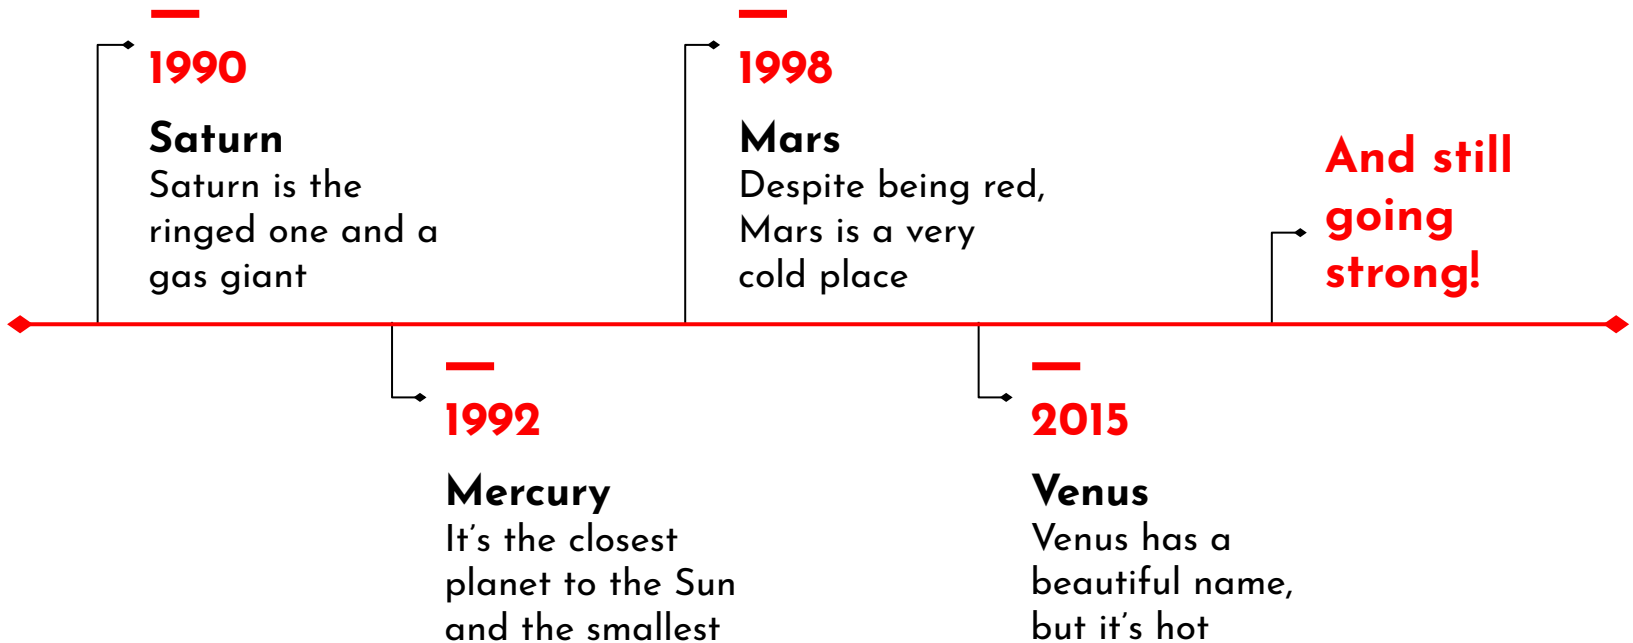 1990
Saturn
Saturn is the
ringed one and a
gas giant
1992
Mercury
It's the closest
planet to the Sun
and the smallest
1998
Mars
Despite being red,
Mars is a very
cold place
2015
Venus
Venus has a
beautiful name,
but it's hot
And still
going
strong!